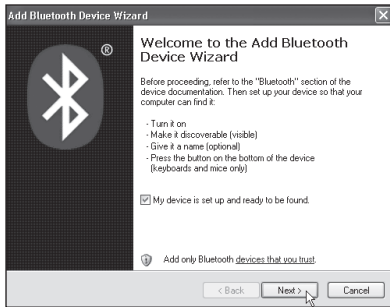 Add Bluetooth Device Wizard
®
Welcome to the Add Bluetooth
Device Wizard
Before proceeding, refer to the "Bluetooth" section of the
device documentation. Then set up your device so that your
computer can find it:
- Turn it on
- Make it discoverable (visible)
- Give it a name (optional)
- Press the button on the bottom of the device
(keyboards and mice only)
My device is set up and ready to be found.
Add only Bluetooth devices that you trust.
< Back
Next >
Cancel